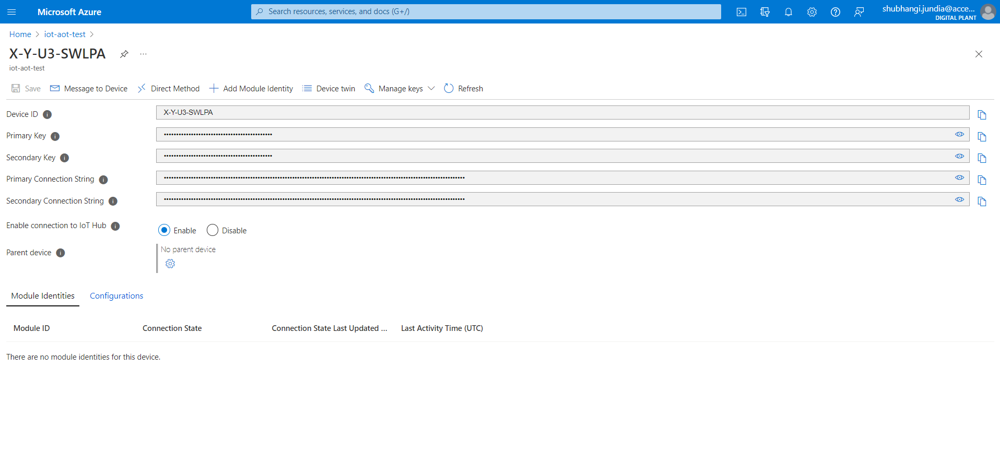 Microsoft Azure
Search resources, services, and docs (G+/)
shubhangi.jundia@acce...
DIGITAL PLANT
Home > iot-aot-test >
X-Y-U3-SWLPA
iot-aot-test
Save Message to Device Direct Method Add Module Identity Device twin Manage keys Refresh
Device ID X-Y-U3-SWLPA
Primary Key
Secondary Key
Primary Connection String
Secondary Connection String
Enable connection to IoT Hub Enable Disable
Parent device No parent device
Module Identities Configurations
Module ID Connection State Connection State Last Updated ... Last Activity Time (UTC)
There are no module identities for this device.